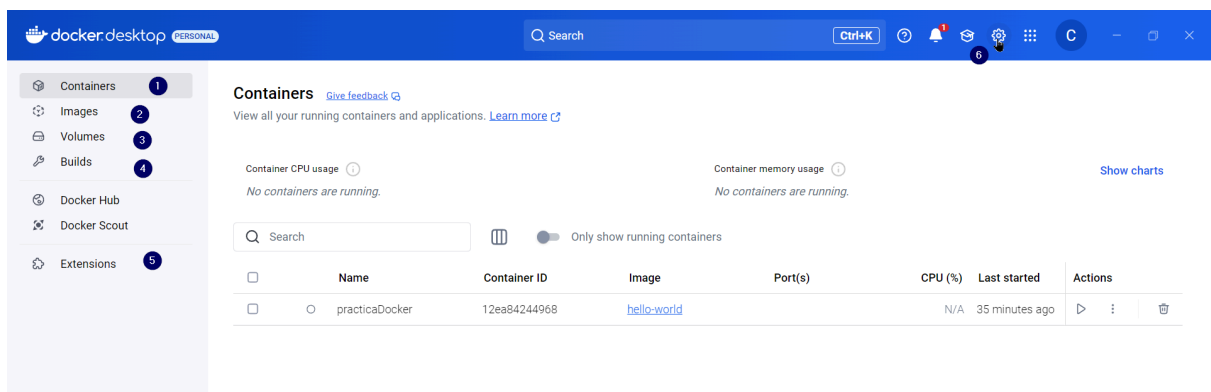 docker.desktop PERSONAL Search Ctrl+K 1 C
6
Containers 1
Images 2
Volumes 3
Builds 4
Docker Hub
Docker Scout
Extensions 5
Containers Give feedback
View all your running containers and applications. Learn more
Container CPU usage Container memory usage Show charts
No containers are running. No containers are running.
Search Only show running containers
Name Container ID Image Port(s) CPU (%) Last started Actions
practicaDocker 12ea84244968 hello-world N/A 35 minutes ago